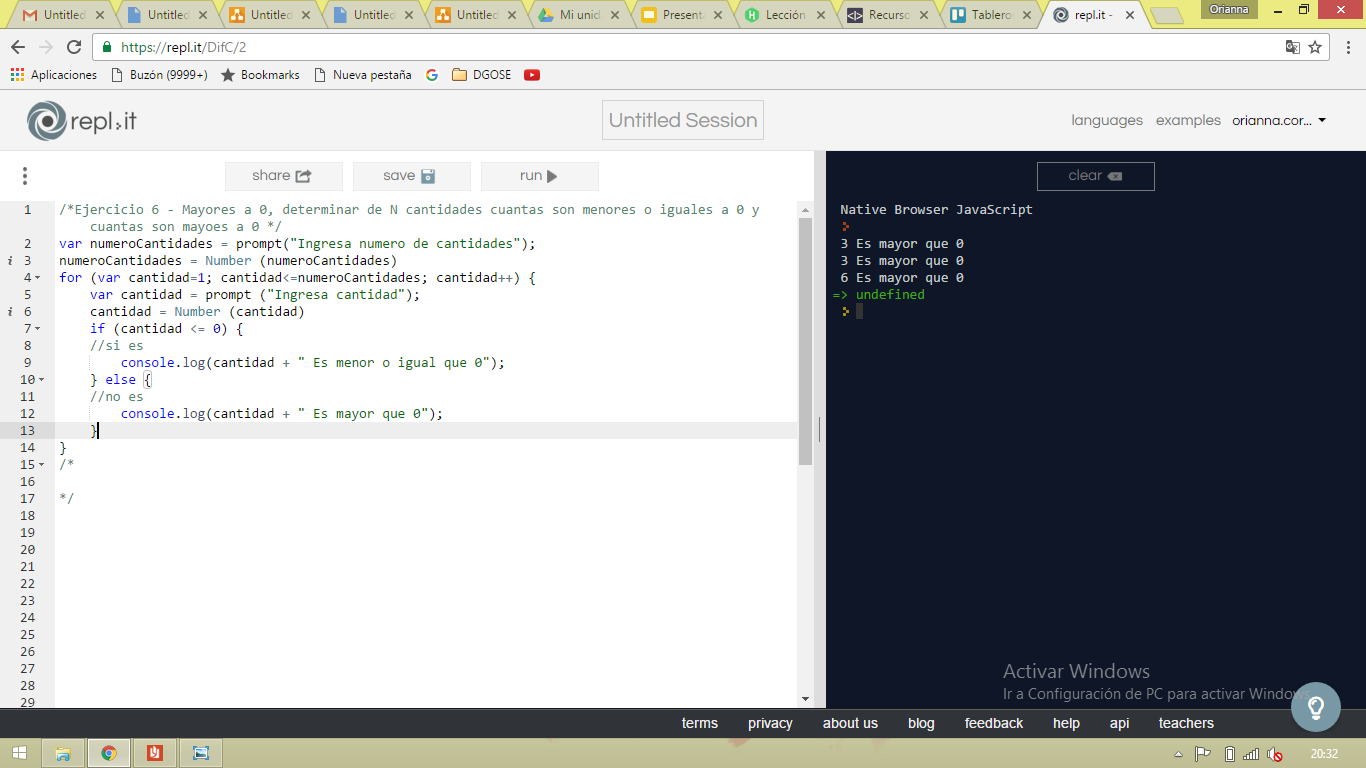 Untitled Untitled Untitled Untitled Untitled Mi unid Presenta Lección Recurso Tablero repl.it - Orianna
https://repl.it/DifC/2
Aplicaciones Buzón (9999+) Bookmarks Nueva pestaña DGOSE
repl.it Untitled Session languages examples orianna.cor...
share save run clear
1 /*Ejercicio 6 - Mayores a 0, determinar de N cantidades cuantas son menores o iguales a 0 y
cuantas son mayoes a 0 */
2 var numeroCantidades = prompt("Ingresa numero de cantidades");
3 numeroCantidades = Number (numeroCantidades)
4 for (var cantidad=1; cantidad<=numeroCantidades; cantidad++) {
5 var cantidad = prompt ("Ingresa cantidad");
6 cantidad = Number (cantidad)
7 if (cantidad <= 0) {
8 //si es
9 console.log(cantidad + " Es menor o igual que 0");
10 } else {
11 //no es
12 console.log(cantidad + " Es mayor que 0");
13 }
14 }
15 /*
16
17 */
18
19
20
21
22
23
24
25
26
27
28
29
Native Browser JavaScript
3 Es mayor que 0
3 Es mayor que 0
6 Es mayor que 0
=> undefined
Activar Windows
Ir a Configuración de PC para activar Windows.
terms privacy about us blog feedback help api teachers
20:32